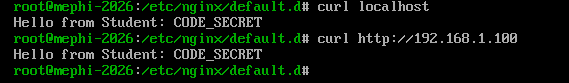 root@mephi-2026:/etc/nginx/default.d# curl localhost
Hello from Student: CODE_SECRET
root@mephi-2026:/etc/nginx/default.d# curl http://192.168.1.100
Hello from Student: CODE_SECRET
root@mephi-2026:/etc/nginx/default.d#